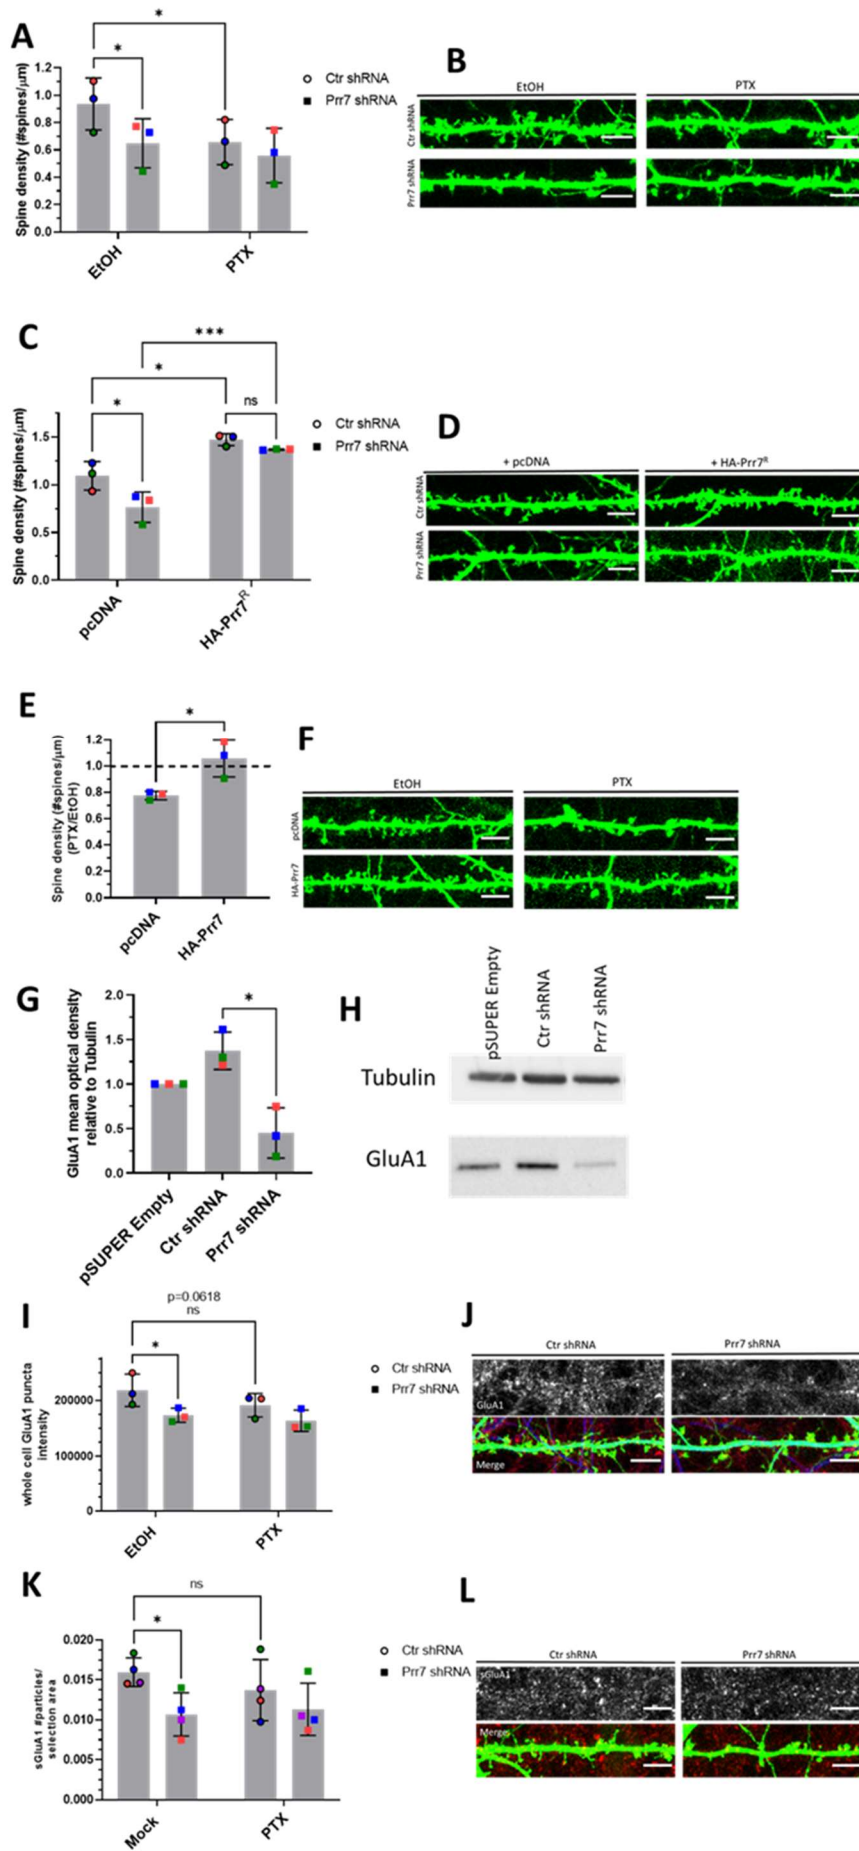 A
*
*
Spine density (#spines/μm)
1.2
1.0
0.8
0.6
0.4
0.2
0.0
EtOH
PTX
Ctr shRNA
Prr7 shRNA
B
EtOH
PTX
Ctr shRNA
Prr7 shRNA
C
***
*
*
ns
Spine density (#spines/μm)
1.5
1.0
0.5
0.0
pcDNA
HA-Prr7R
Ctr shRNA
Prr7 shRNA
D
+ pcDNA
+ HA-Prr7R
Ctr shRNA
Prr7 shRNA
E
*
Spine density (#spines/μm)
(PTX/EtOH)
1.2
1.0
0.8
0.6
0.4
0.2
0.0
pcDNA
HA-Prr7
F
EtOH
PTX
pcDNA
HA-Prr7
G
*
GluA1 mean optical density
relative to Tubulin
2.0
1.5
1.0
0.5
0.0
pSUPER Empty
Ctr shRNA
Prr7 shRNA
H
pSUPER Empty
Ctr shRNA
Prr7 shRNA
Tubulin
GluA1
I
p=0.0618
ns
*
whole cell GluA1 puncta
intensity
200000
100000
0
EtOH
PTX
Ctr shRNA
Prr7 shRNA
J
Ctr shRNA
Prr7 shRNA
GluA1
Merge
K
ns
*
sGluA1 #particles/
selection area
0.020
0.015
0.010
0.005
0.000
Mock
PTX
Ctr shRNA
Prr7 shRNA
L
Ctr shRNA
Prr7 shRNA
sGluA1
Merge